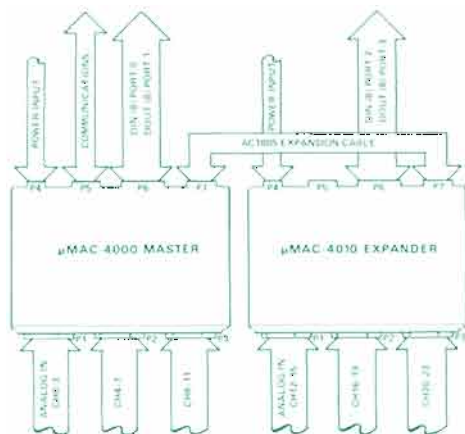 POWER INPUT
COMMUNICATIONS
DIN (8) PORT 0
DOUT (8) PORT 1
POWER INPUT
DIN (8) PORT 2
DOUT (8) PORT 3
AC1805 EXPANSION CABLE
P4
P5
P6
P7
P4
P5
P6
P7
µMAC-4000 MASTER
µMAC-4010 EXPANDER
P1
P2
P3
P1
P2
P3
ANALOG IN
CH0-3
CH4-7
CH8-11
ANALOG IN
CH12-15
CH16-19
CH20-23